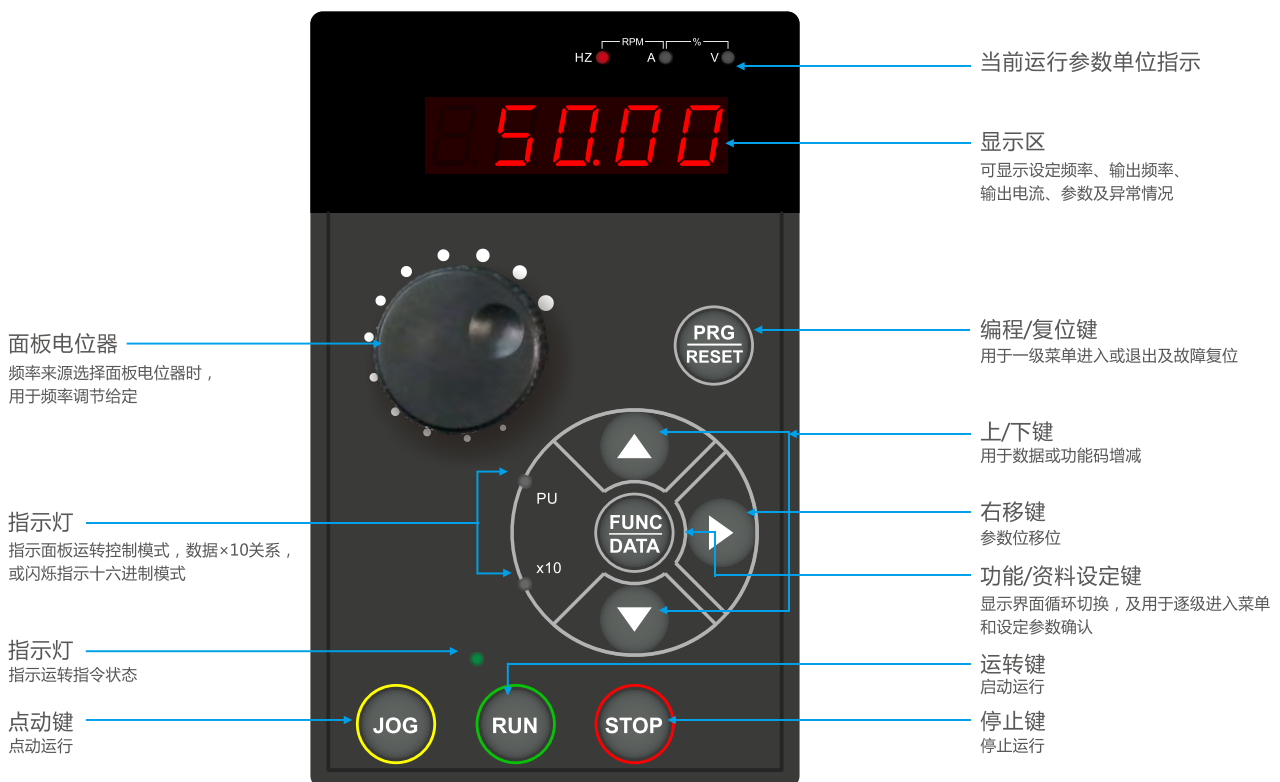 RPM
%
HZ
A
V
50.00
当前运行参数单位指示
显示区
可显示设定频率、输出频率、
输出电流、参数及异常情况
面板电位器
频率来源选择面板电位器时，
用于频率调节给定
PRG
RESET
编程/复位键
用于一级菜单进入或退出及故障复位
上/下键
用于数据或功能码增减
PU
FUNC
DATA
x10
指示灯
指示面板运转控制模式，数据×10关系，
或闪烁指示十六进制模式
右移键
参数位移位
功能/资料设定键
显示界面循环切换，及用于逐级进入菜单
和设定参数确认
指示灯
指示运转指令状态
运转键
启动运行
点动键
点动运行
JOG
RUN
STOP
停止键
停止运行